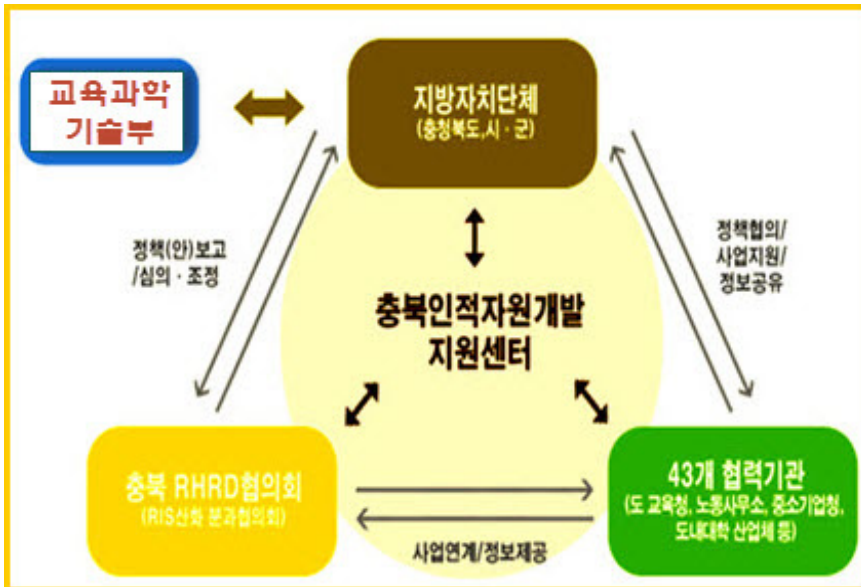 교육과학
기술부
지방자치단체
(충청북도,시 · 군)
정책(안)보고
/심의 · 조정
정책협의/
사업지원/
정보공유
충북인적자원개발
지원센터
충북 RHRD협의회
(RIS산화 분과협의회)
43개 협력기관
(도 교육청, 노동사무소, 중소기업청,
도내대학 산업체 등)
사업연계/정보제공